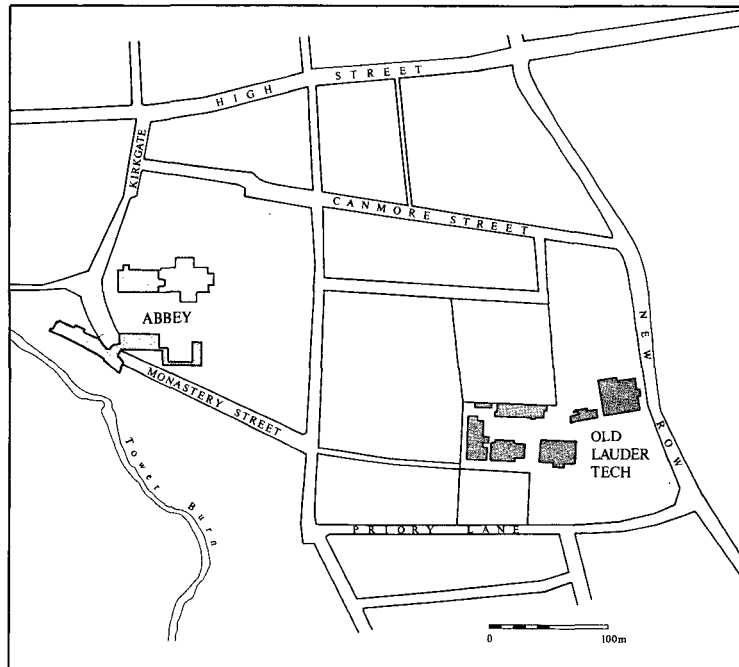 HIGH STREET
KIRKGATE
CANMORE STREET
ABBEY
NEW ROW
MONASTERY STREET
OLD
LAUDER
TECH
Tower Burn
PRIORY LANE
0 100m